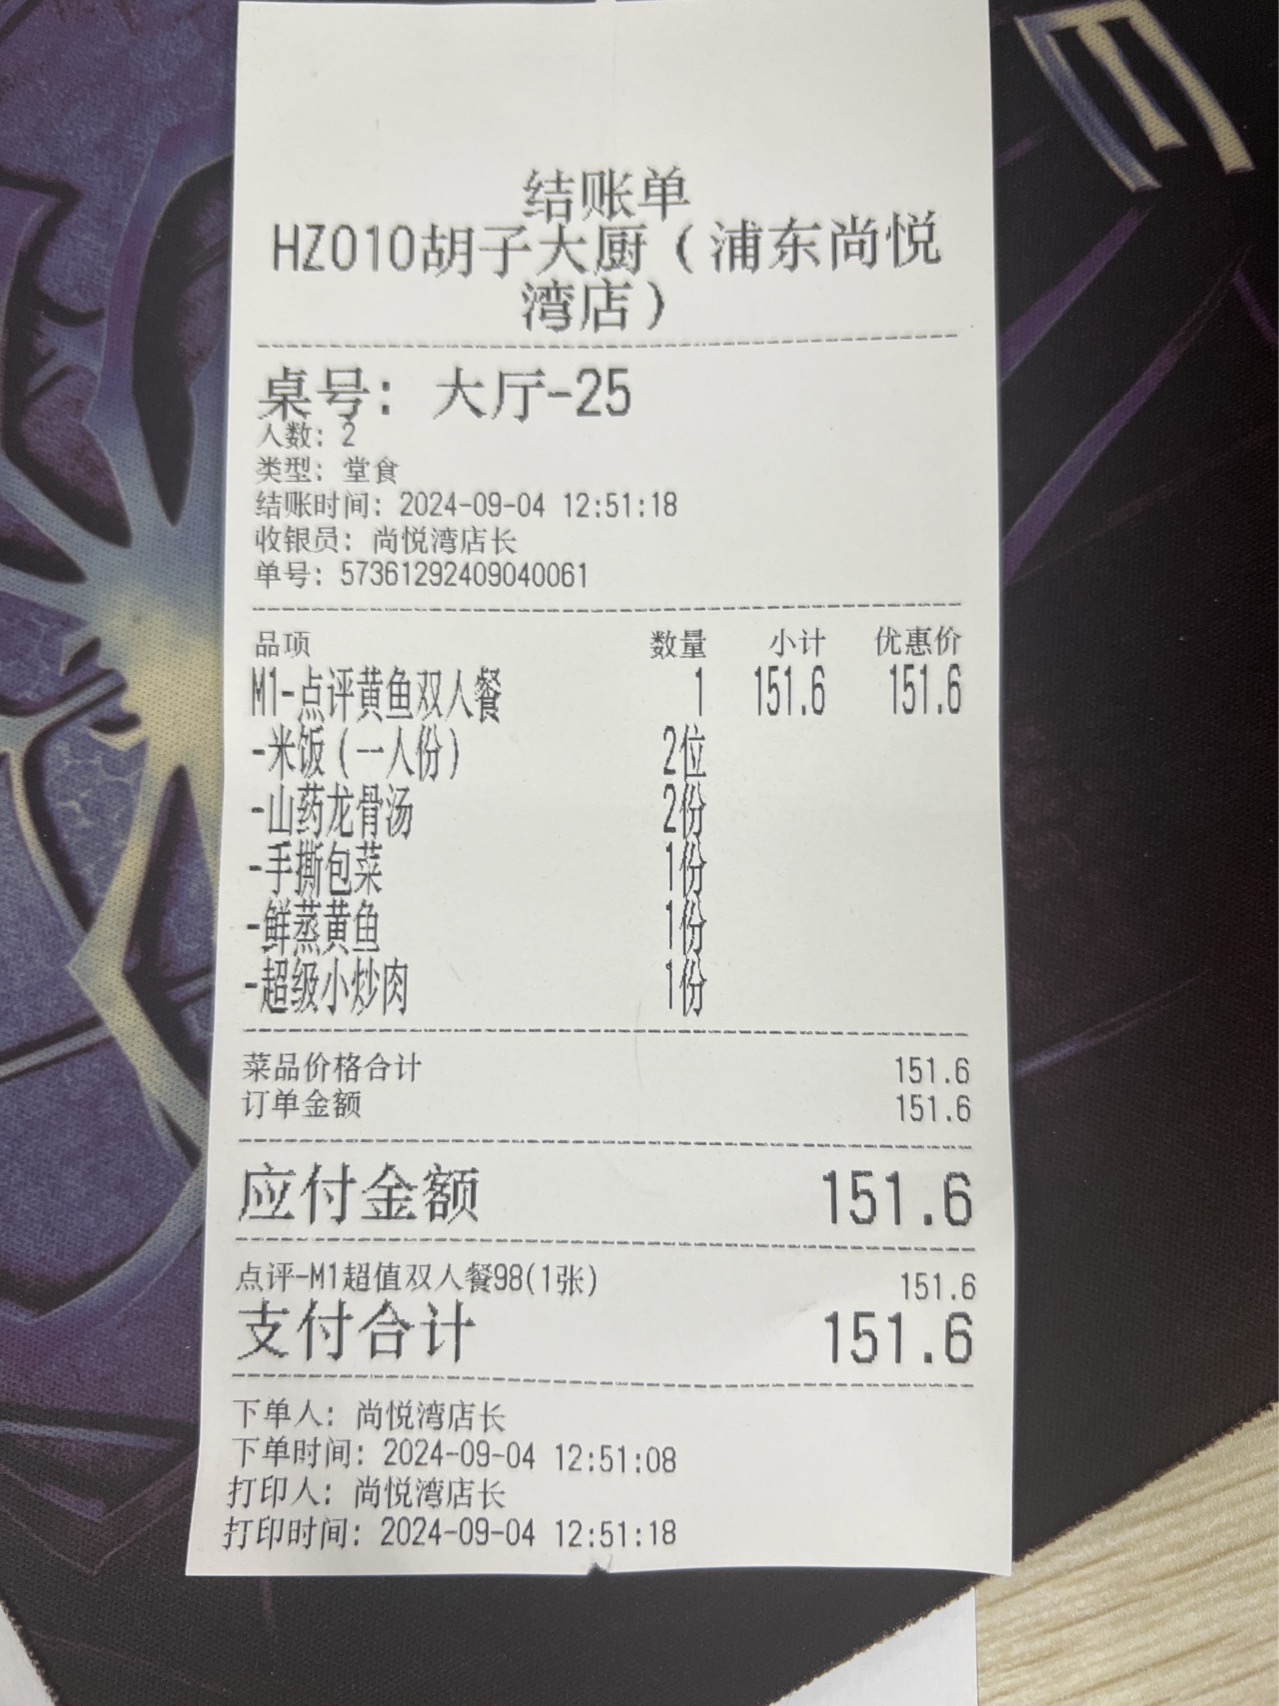 结账单
HZ010胡子大厨（浦东尚悦
湾店）
桌号：大厅-25
人数：2
类型：堂食
结账时间：2024-09-04 12:51:18
收银员：尚悦湾店长
单号：57361292409040061
品项 数量 小计 优惠价
M1-点评黄鱼双人餐 1 151.6 151.6
-米饭（一人份） 2位
-山药龙骨汤 2份
-手撕包菜 1份
-鲜蒸黄鱼 1份
-超级小炒肉 1份
菜品价格合计 151.6
订单金额 151.6
应付金额 151.6
点评-M1超值双人餐98(1张) 151.6
支付合计 151.6
下单人：尚悦湾店长
下单时间：2024-09-04 12:51:08
打印人：尚悦湾店长
打印时间：2024-09-04 12:51:18